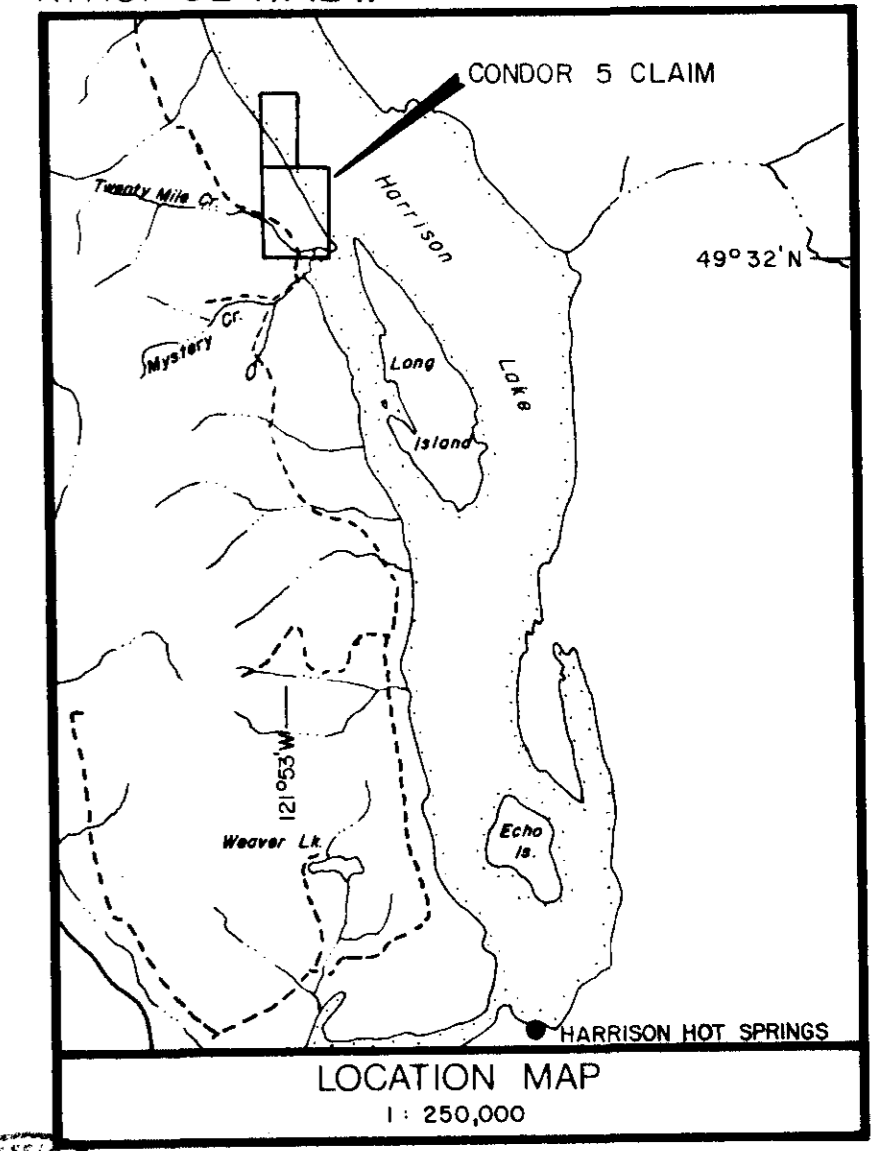 CONDOR 5 CLAIM
Twenty Mile Cr.
Harrison
49°32'N
Mystery Cr.
Long
Lake
Island
121°53'W
Weaver Lk.
Echo
Is.
HARRISON HOT SPRINGS
LOCATION MAP
1 : 250,000